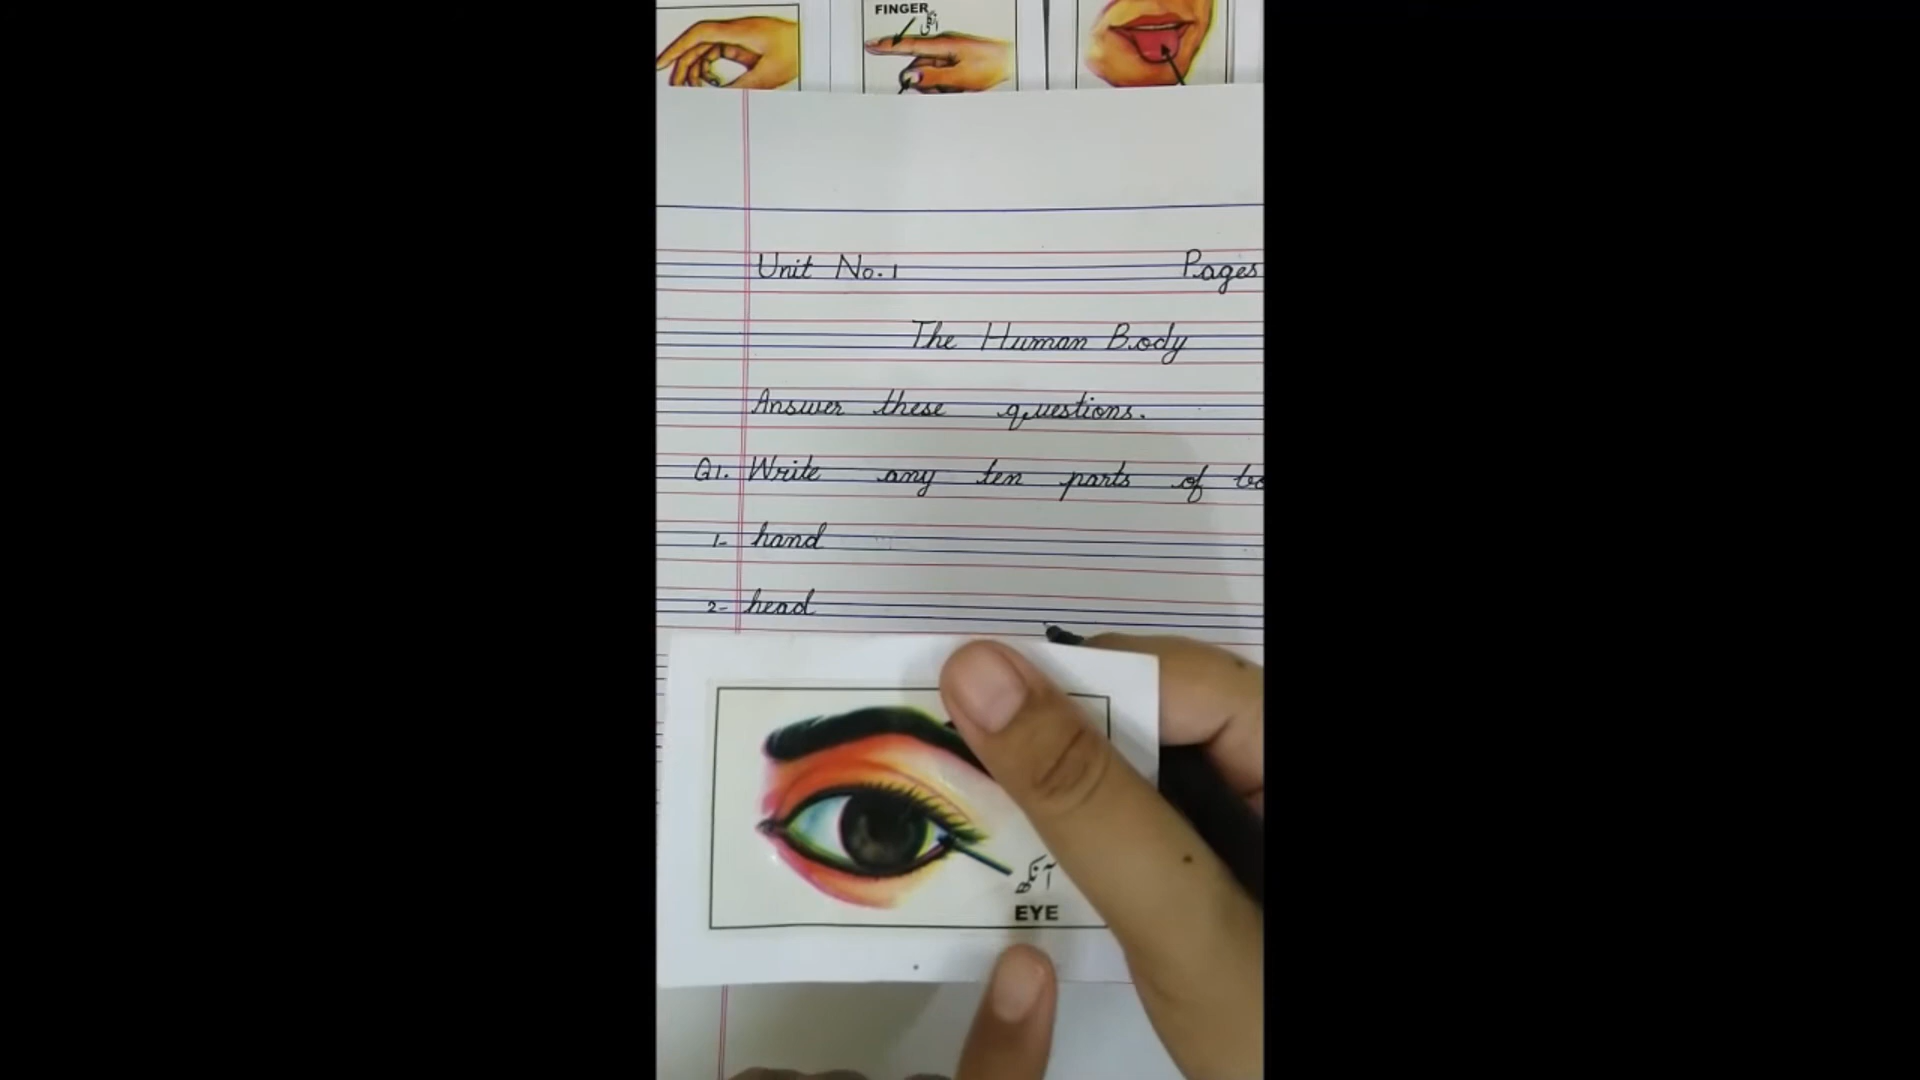 FINGER
انگلی
Unit No.1 Pages
The Human Body
Answer these questions.
Q1. Write any ten parts of
1- hand
2- head
آنکھ
EYE